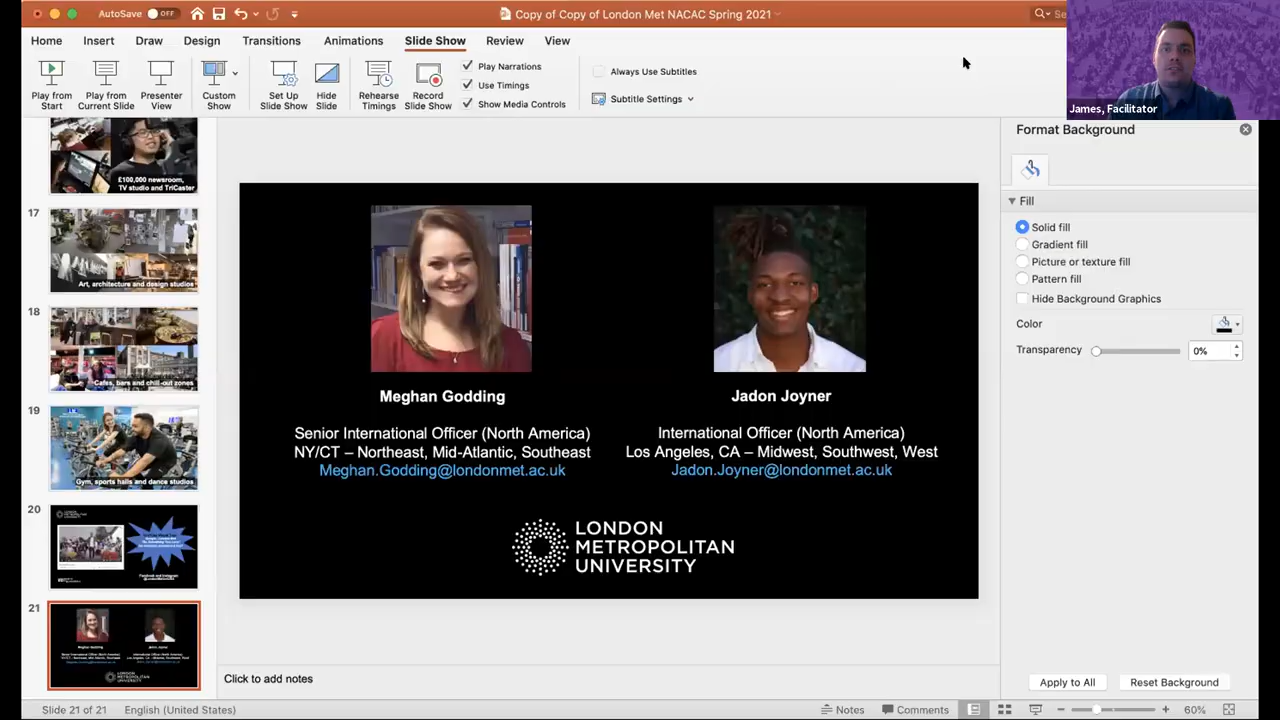 AutoSave OFF
Copy of Copy of London Met NACAC Spring 2021
Se
Home Insert Draw Design Transitions Animations Slide Show Review View
Play from Start
Play from Current Slide
Presenter View
Custom Show
Set Up Slide Show
Hide Slide
Rehearse Timings
Record Slide Show
Play Narrations
Use Timings
Show Media Controls
Always Use Subtitles
Subtitle Settings
James, Facilitator
£100,000 newsroom,
TV studio and TriCaster
17
Art, architecture and design studios
18
Cafes, bars and chill-out zones
19
Gym, sports halls and dance studios
20
21
Meghan Godding
Senior International Officer (North America)
NY/CT – Northeast, Mid-Atlantic, Southeast
Meghan.Godding@londonmet.ac.uk
Jadon Joyner
International Officer (North America)
Los Angeles, CA – Midwest, Southwest, West
Jadon.Joyner@londonmet.ac.uk
LONDON
METROPOLITAN
UNIVERSITY
Format Background
Fill
Solid fill
Gradient fill
Picture or texture fill
Pattern fill
Hide Background Graphics
Color
Transparency 0%
Apply to All Reset Background
Click to add notes
Slide 21 of 21 English (United States) Notes Comments 60%